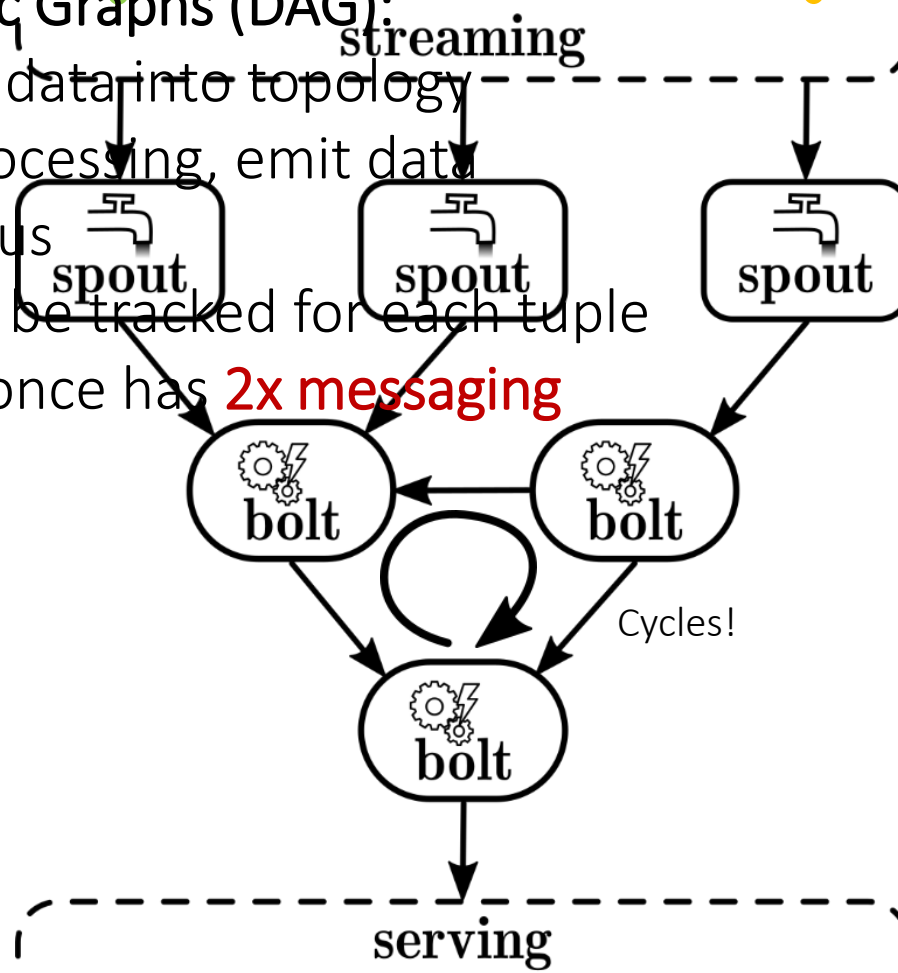 c Graphs (DAG):
streaming
data into topology
ocessing, emit data
us
spout
spout
spout
be tracked for each tuple
once has 2x messaging
bolt
bolt
Cycles!
bolt
serving